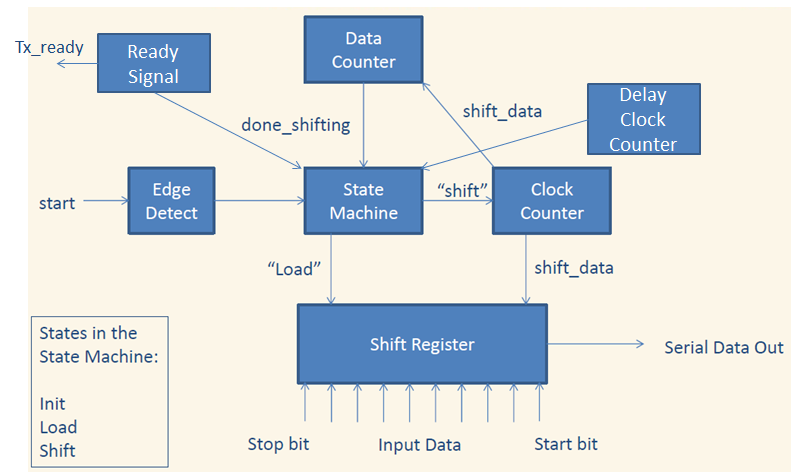 Tx_ready
Ready
Signal
Data
Counter
Delay
Clock
Counter
done_shifting
shift_data
start
Edge
Detect
State
Machine
“shift”
Clock
Counter
“Load”
shift_data
States in the
State Machine:
Init
Load
Shift
Shift Register
Serial Data Out
Stop bit
Input Data
Start bit